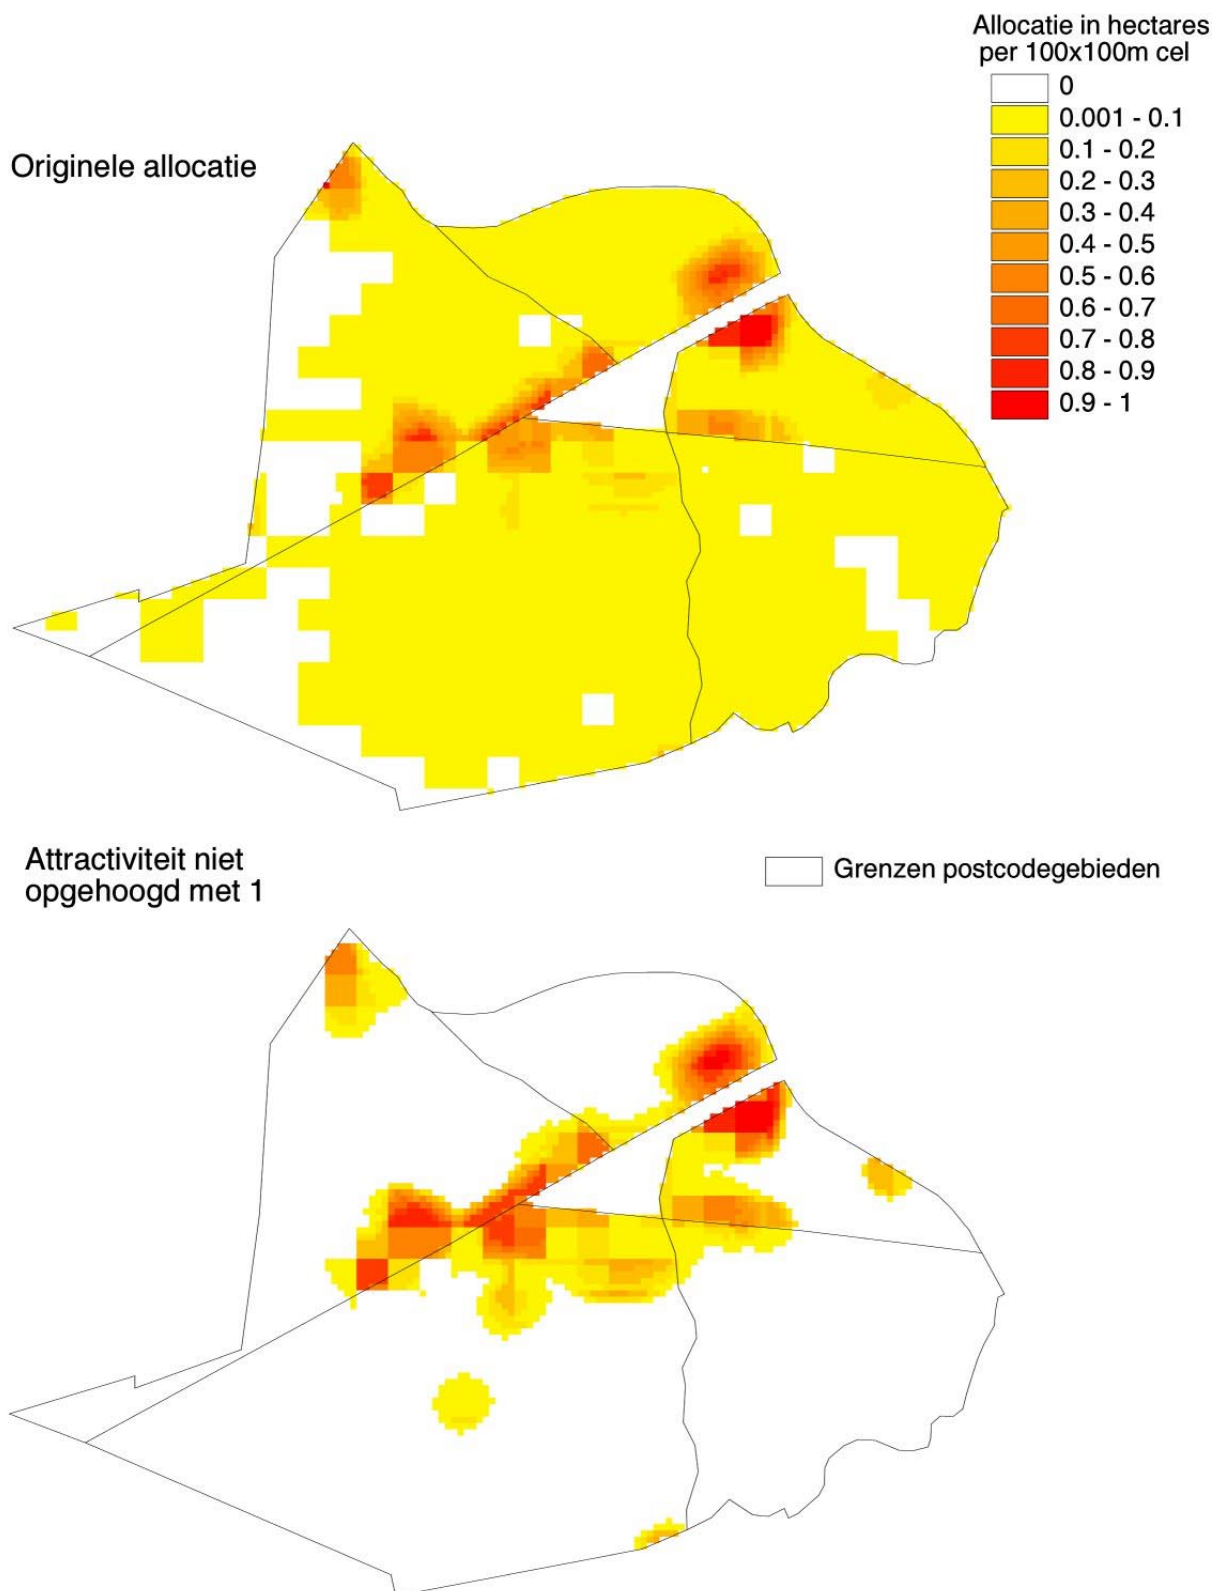 Allocatie in hectares
per 100x100m cel
0
0.001 - 0.1
0.1 - 0.2
0.2 - 0.3
0.3 - 0.4
0.4 - 0.5
0.5 - 0.6
0.6 - 0.7
0.7 - 0.8
0.8 - 0.9
0.9 - 1
Originele allocatie
Attractiviteit niet
opgehoogd met 1
Grenzen postcodegebieden